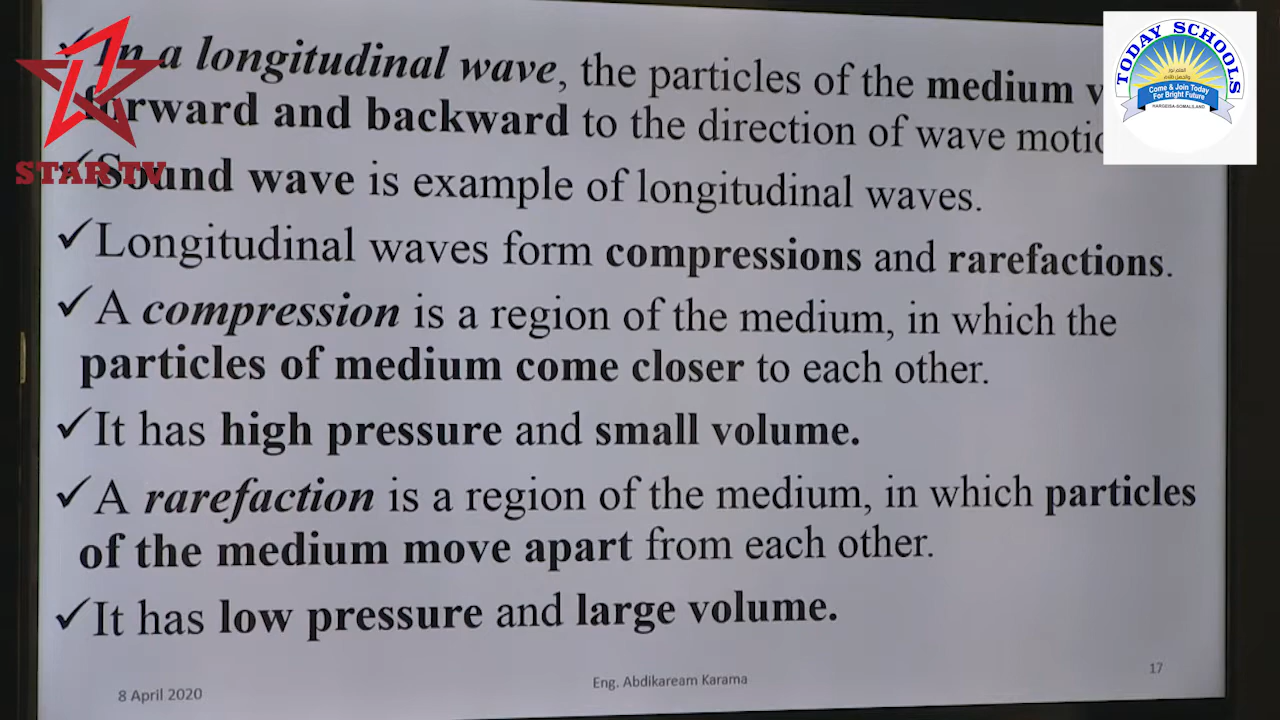 ✓In a longitudinal wave, the particles of the medium
forward and backward to the direction of wave
✓Sound wave is example of longitudinal waves.
✓Longitudinal waves form compressions and rarefactions.
✓A compression is a region of the medium, in which the
particles of medium come closer to each other.
✓It has high pressure and small volume.
✓A rarefaction is a region of the medium, in which particles
of the medium move apart from each other.
✓It has low pressure and large volume.
8 April 2020
Eng. Abdikaream Karama
17
STAR TV
TODAY SCHOOLS
Come & Join Today
For Bright Future
HARGEISA-SOMALILAND